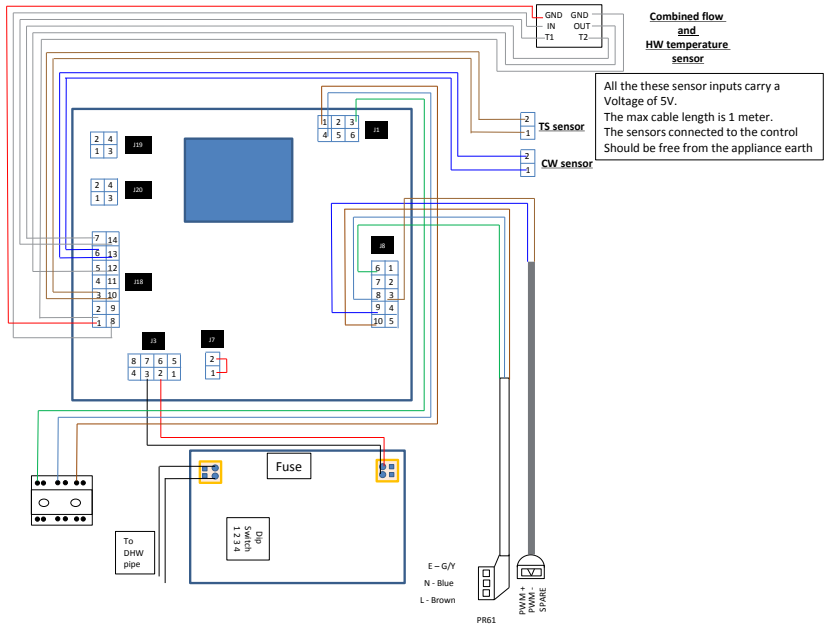 GND GND
IN OUT
T1 T2
Combined flow
and
HW temperature
sensor
All the these sensor inputs carry a
Voltage of 5V.
The max cable length is 1 meter.
The sensors connected to the control
Should be free from the appliance earth
2
1
TS sensor
2
1
CW sensor
1 2 3
4 5 6
J1
2 4
1 3
J19
2 4
1 3
J20
7 14
6 13
5 12
4 11
3 10
2 9
1 8
J18
J8
6 1
7 2
8 3
9 4
10 5
J3
8 7 6 5
4 3 2 1
J7
2
1
Fuse
Dip
Switch
1 2 3 4
To
DHW
pipe
E – G/Y
N - Blue
L - Brown
PR61
PWM +
PWM -
SPARE